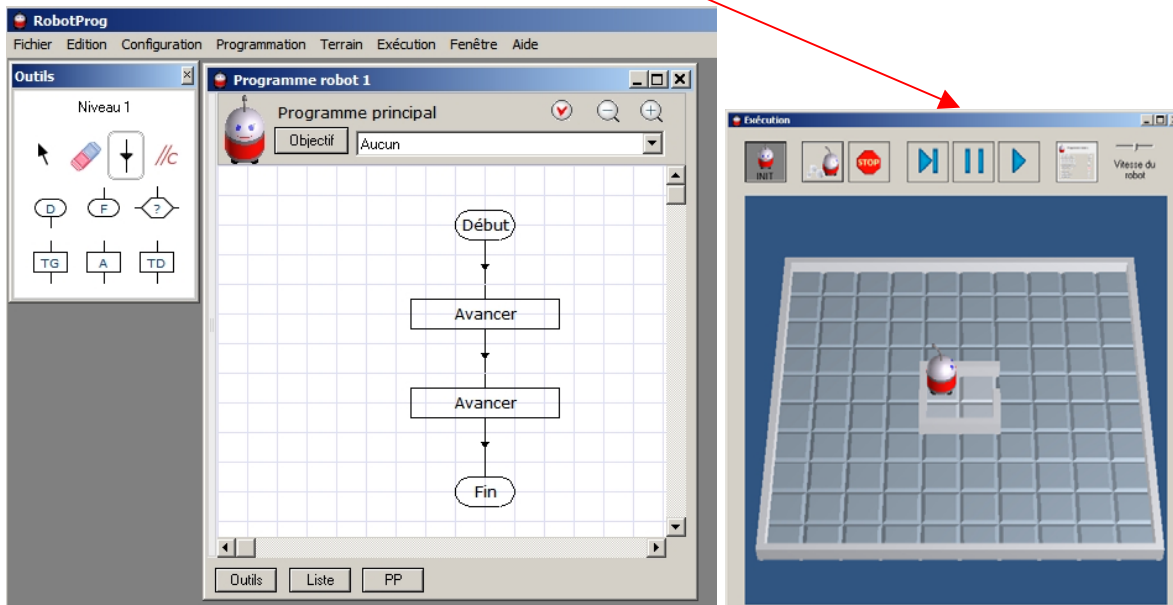 RobotProg
Fichier Edition Configuration Programmation Terrain Exécution Fenêtre Aide
Outils
Niveau 1
//c
D F ?
TG A TD
Programme robot 1
Programme principal
Objectif Aucun
Début
Avancer
Avancer
Fin
Outils Liste PP
Exécution
INIT STOP Vitesse du
robot